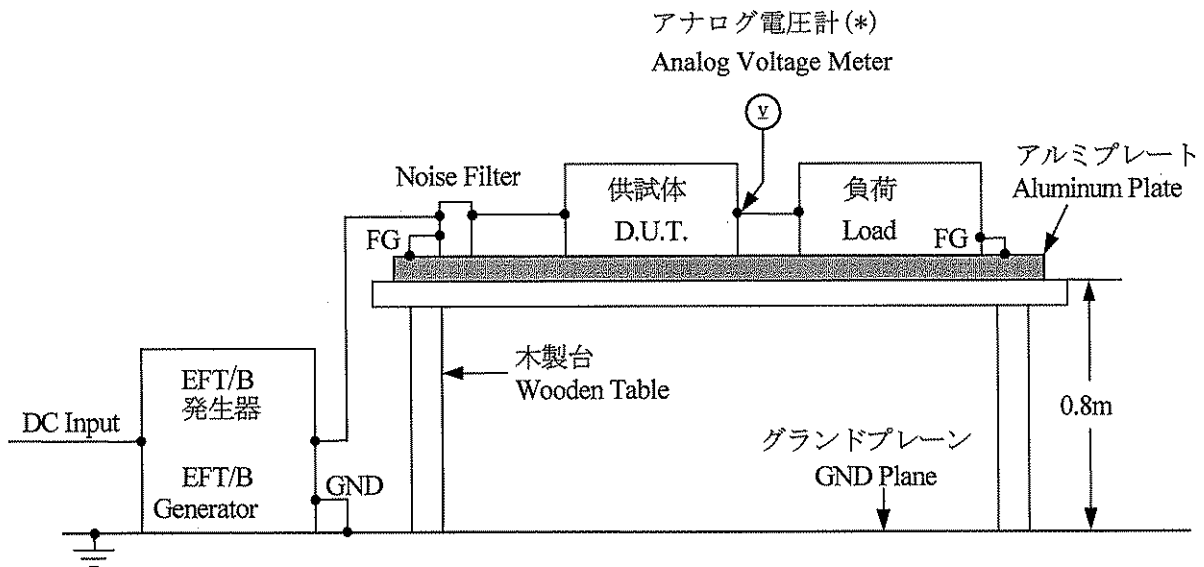 アナログ電圧計(*)
Analog Voltage Meter
V
アルミプレート
Aluminum Plate
Noise Filter
供試体
D.U.T.
負荷
Load
FG
FG
木製台
Wooden Table
0.8m
EFT/B
発生器
EFT/B
Generator
DC Input
GND
グランドプレーン
GND Plane